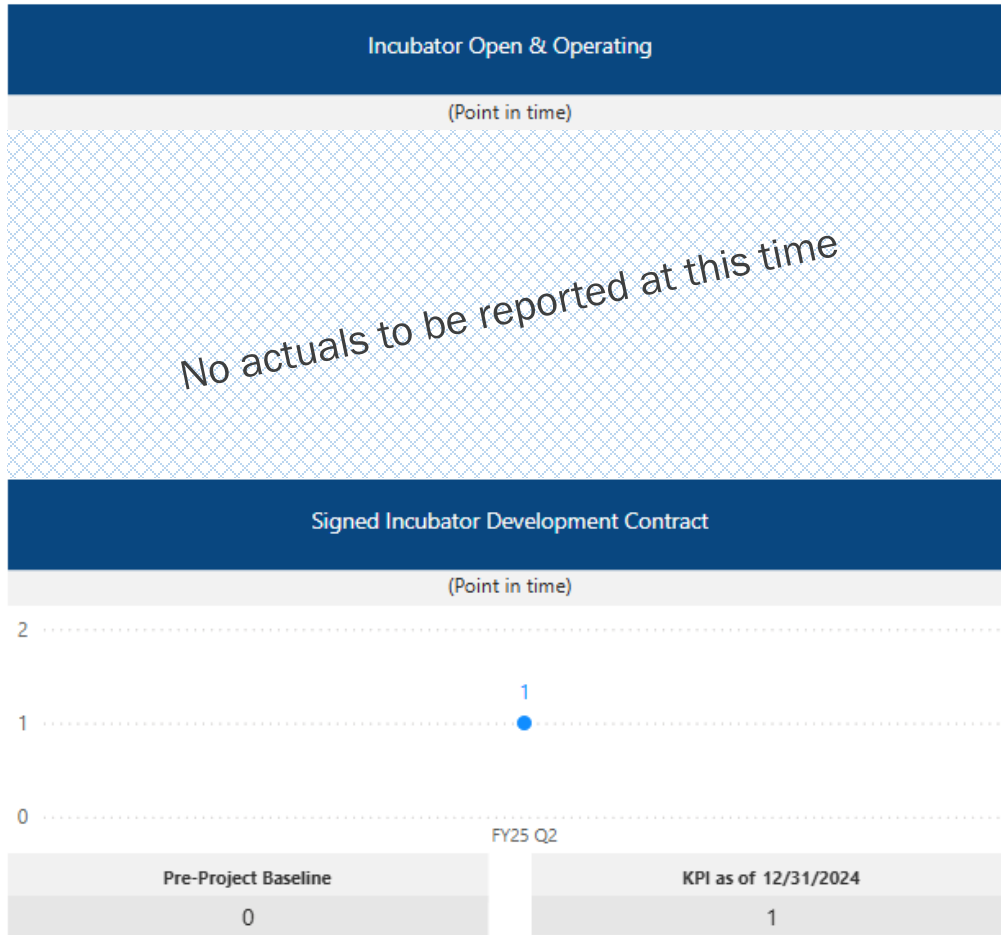 Incubator Open & Operating
(Point in time)
No actuals to be reported at this time
Signed Incubator Development Contract
(Point in time)
2
1
1
0
FY25 Q2
Pre-Project Baseline
KPI as of 12/31/2024
0
1